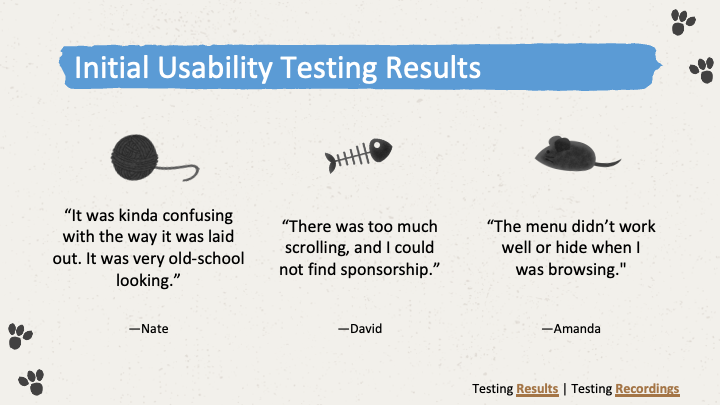 Initial Usability Testing Results
“It was kinda confusing
with the way it was laid
out. It was very old-school
looking.”
—Nate
“There was too much
scrolling, and I could
not find sponsorship.”
—David
“The menu didn’t work
well or hide when I
was browsing."
—Amanda
Testing Results | Testing Recordings